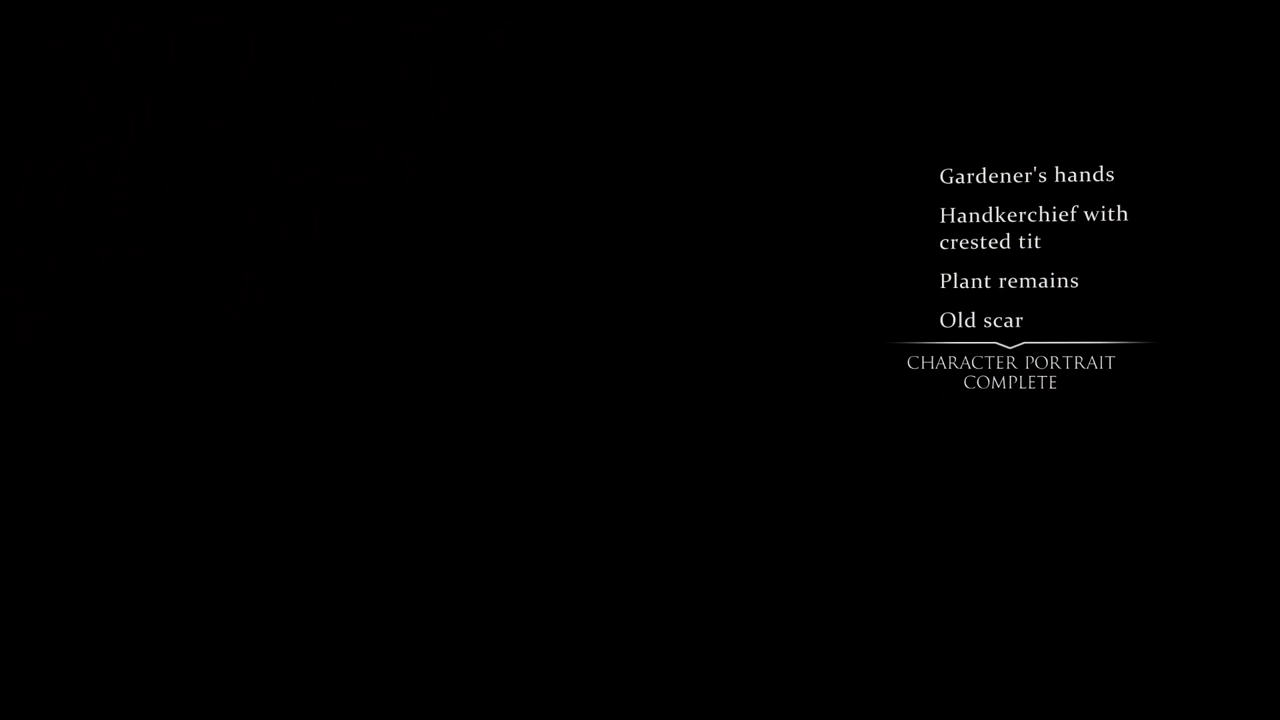 Gardener's hands
Handkerchief with
crested tit
Plant remains
Old scar
CHARACTER PORTRAIT
COMPLETE